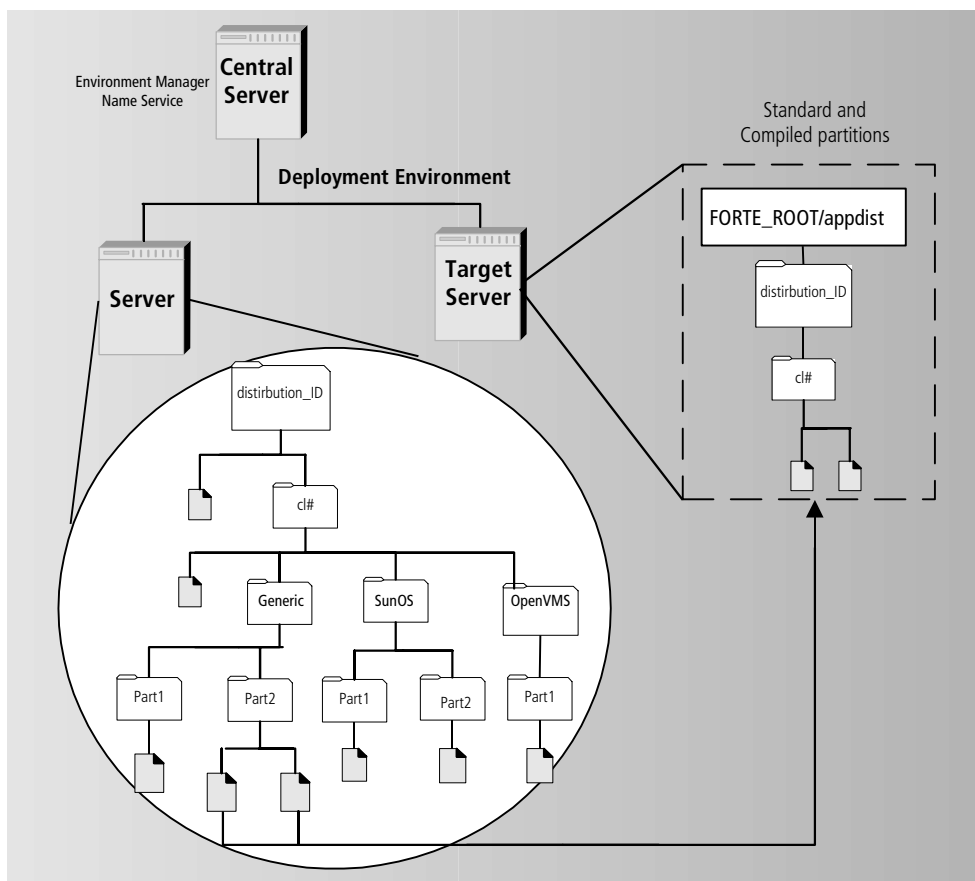 Environment Manager
Name Service
Central
Server
Standard and
Compiled partitions
Deployment Environment
FORTE_ROOT/appdist
Server
Target
Server
distirbution_ID
cl#
distirbution_ID
cl#
Generic
SunOS
OpenVMS
Part1
Part2
Part1
Part2
Part1